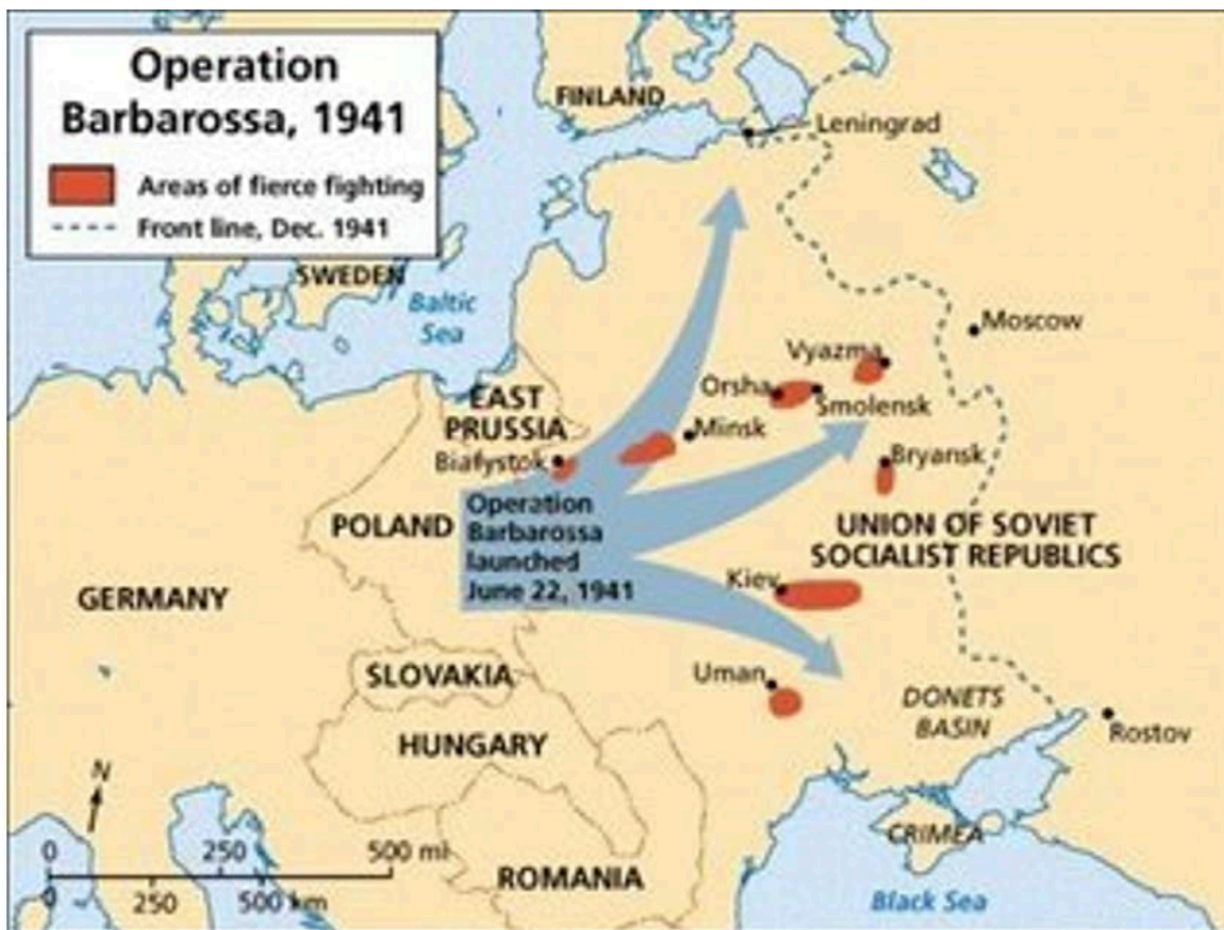 Operation
Barbarossa, 1941
Areas of fierce fighting
Front line, Dec. 1941
FINLAND
Leningrad
SWEDEN
Baltic
Sea
Moscow
Vyazma
Orsha
Smolensk
EAST
PRUSSIA
Minsk
Białystok
Bryansk
POLAND
Operation
Barbarossa
launched
June 22, 1941
UNION OF SOVIET
SOCIALIST REPUBLICS
GERMANY
Kiev
SLOVAKIA
Uman
DONETS
BASIN
Rostov
HUNGARY
N
CRIMEA
0 250 500 mi
0 250 500 km
ROMANIA
Black Sea